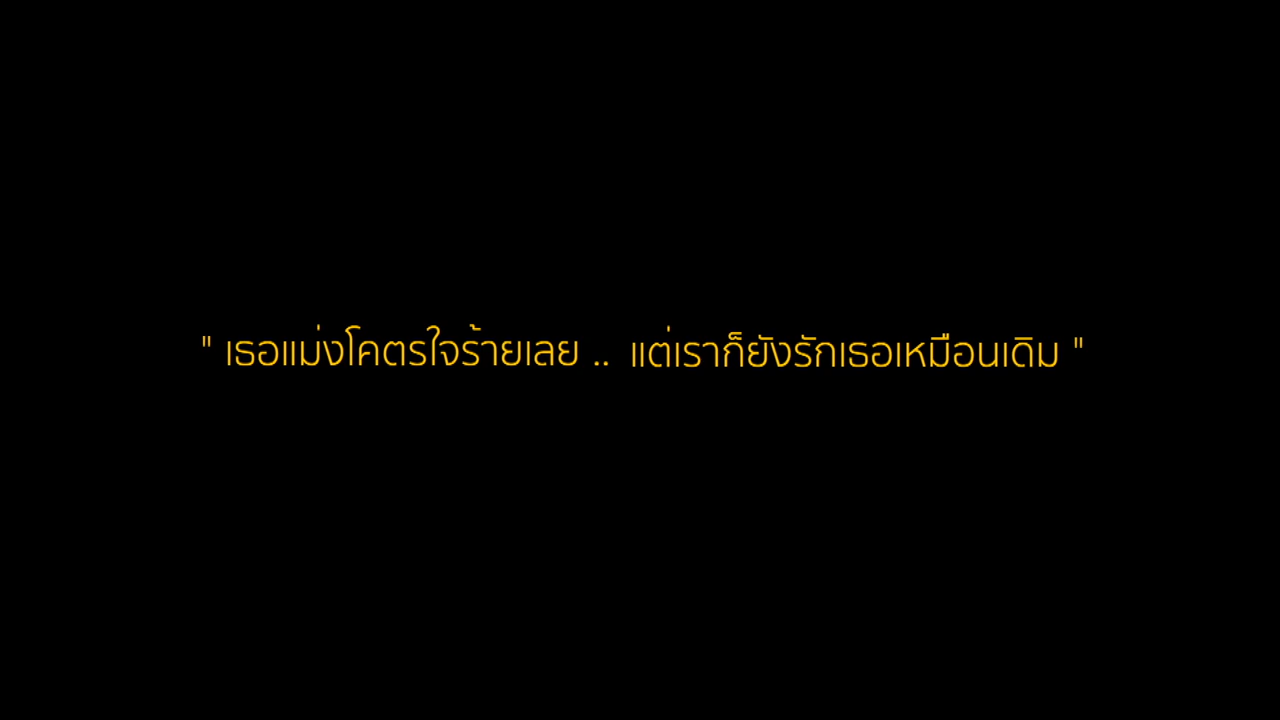 " เธอแม่งโคตรใจร้ายเลย .. แต่เราก็ยังรักเธอเหมือนเดิม "